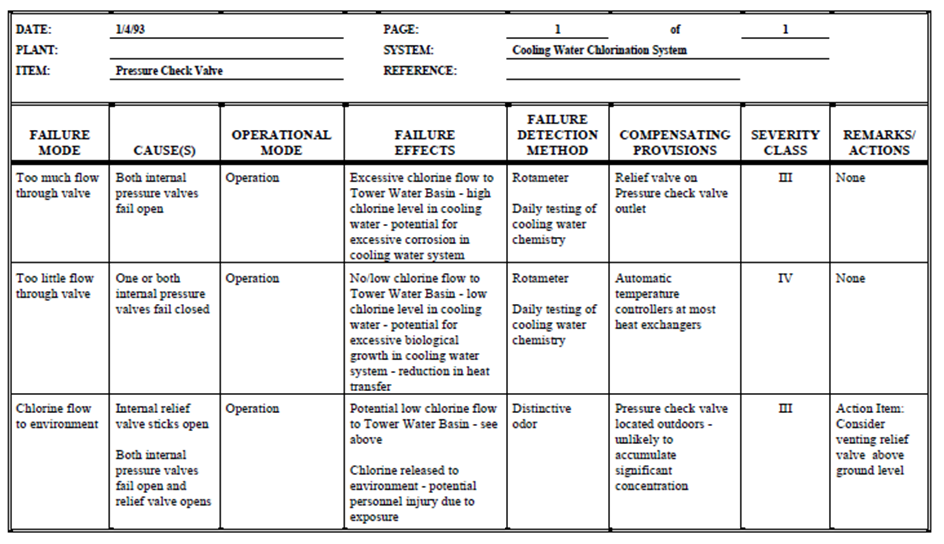 DATE: 1/4/93 PAGE: 1 of 1
PLANT: SYSTEM: Cooling Water Chlorination System
ITEM: Pressure Check Valve REFERENCE:
FAILURE MODE CAUSE(S) OPERATIONAL MODE FAILURE EFFECTS FAILURE DETECTION METHOD COMPENSATING PROVISIONS SEVERITY CLASS REMARKS/ ACTIONS
Too much flow
through valve
Both internal
pressure valves
fail open
Operation
Excessive chlorine flow to
Tower Water Basin - high
chlorine level in cooling
water - potential for
excessive corrosion in
cooling water system
Rotameter
Daily testing of
cooling water
chemistry
Relief valve on
Pressure check valve
outlet
III
None
Too little flow
through valve
One or both
internal pressure
valves fail closed
Operation
No/low chlorine flow to
Tower Water Basin - low
chlorine level in cooling
water - potential for
excessive biological
growth in cooling water
system - reduction in heat
transfer
Rotameter
Daily testing of
cooling water
chemistry
Automatic
temperature
controllers at most
heat exchangers
IV
None
Chlorine flow
to environment
Internal relief
valve sticks open
Both internal
pressure valves
fail open and
relief valve opens
Operation
Potential low chlorine flow
to Tower Water Basin - see
above
Chlorine released to
environment - potential
personnel injury due to
exposure
Distinctive
odor
Pressure check valve
located outdoors -
unlikely to
accumulate
significant
concentration
III
Action Item:
Consider
venting relief
valve above
ground level